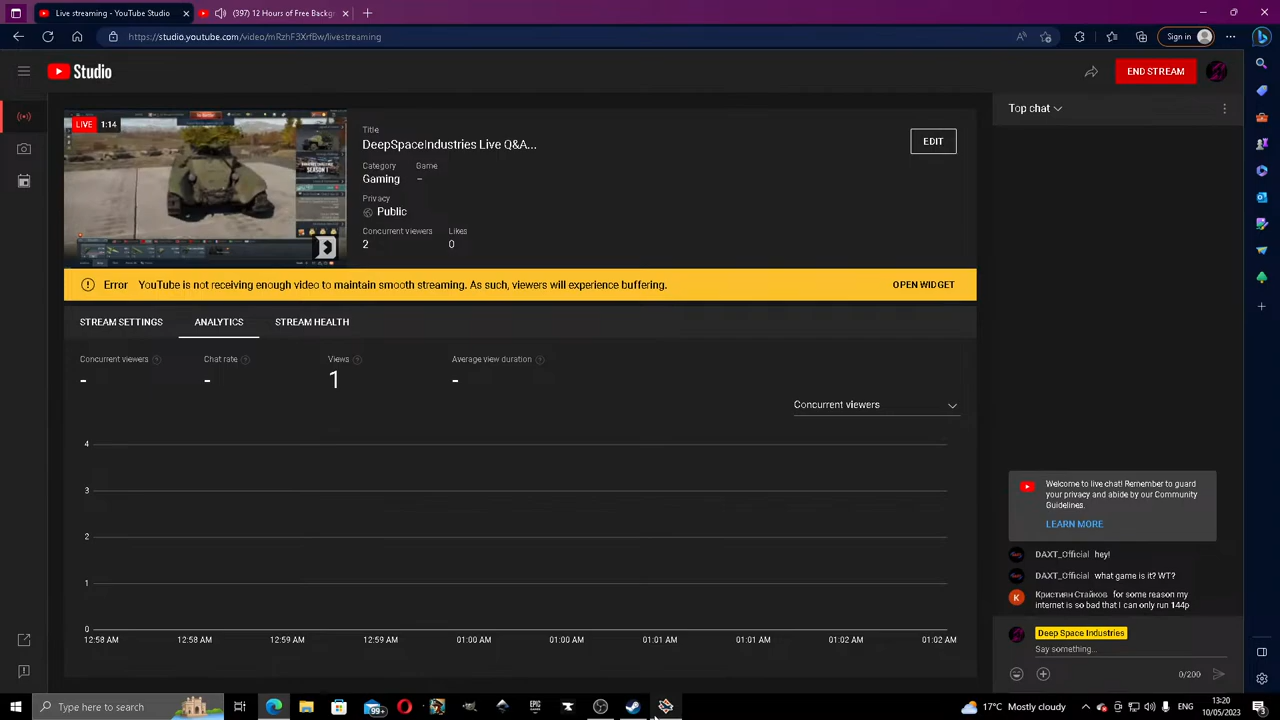 Live streaming - YouTube Studio
(397) 12 Hours of Free Backg
https://studio.youtube.com/video/mRzhF3XrfBw/livestreaming
Sign in
Studio
END STREAM
LIVE 1:14
Title
DeepSpaceIndustries Live Q&A...
EDIT
Category Game
Gaming –
Privacy
Public
Concurrent viewers Likes
2 0
Error YouTube is not receiving enough video to maintain smooth streaming. As such, viewers will experience buffering. OPEN WIDGET
STREAM SETTINGS ANALYTICS STREAM HEALTH
Concurrent viewers Chat rate Views Average view duration
- - 1 -
Concurrent viewers
4
3
2
1
0
12:58 AM 12:58 AM 12:59 AM 12:59 AM 01:00 AM 01:00 AM 01:01 AM 01:01 AM 01:02 AM 01:02 AM
Top chat
Welcome to live chat! Remember to guard
your privacy and abide by our Community
Guidelines.
LEARN MORE
DAXT_Official hey!
DAXT_Official what game is it? WT?
К Кристиян Стайков for some reason my
internet is so bad that I can only run 144p
Deep Space Industries
Say something...
0/200
Type here to search
99+
EPIC
17°C Mostly cloudy
ENG
13:20
10/05/2023